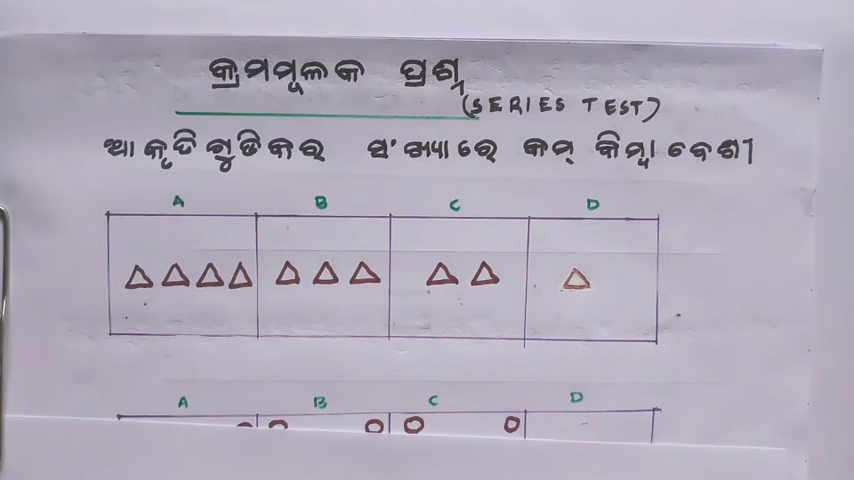 କ୍ରମମୂଳକ ପ୍ରଶ୍ନ
(SERIES TEST)
ଆକୃତିଗୁଡିକର ସଂଖ୍ୟାରେ କମ୍ କିମ୍ବା ବେଶୀ
A B C D
A B C D